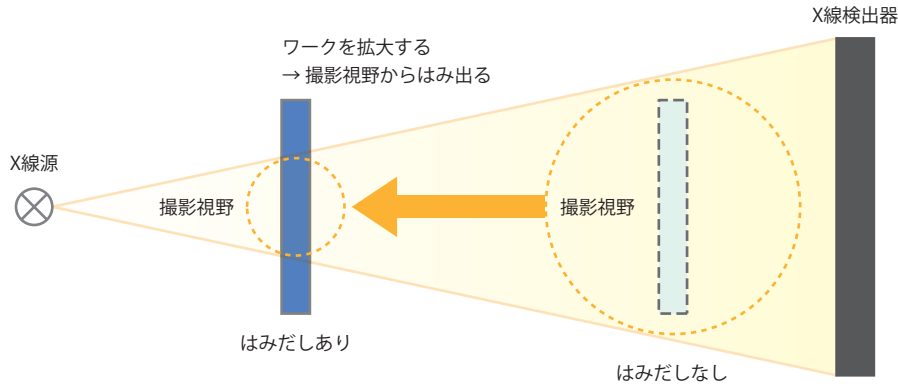 X線検出器
ワークを拡大する
→ 撮影視野からはみ出る
X線源
撮影視野
撮影視野
はみだしあり
はみだしなし